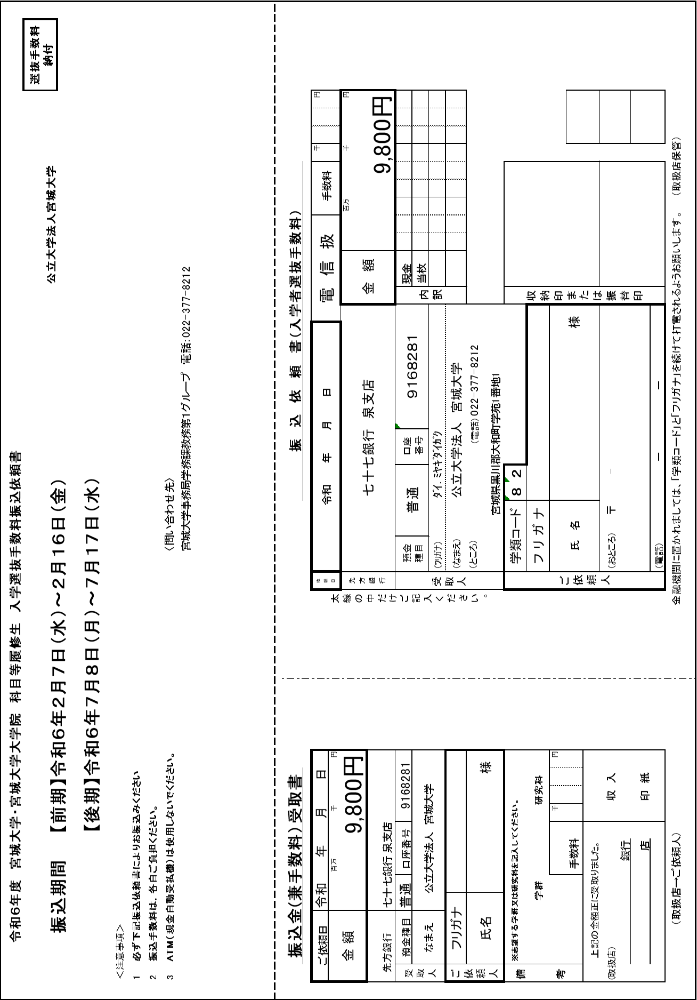 令和6年度　宮城大学・宮城大学大学院　科目等履修生　入学選抜手数料振込依頼書
選抜手数料
納付
振込期間　【前期】令和6年2月7日（水）～2月16日（金）
【後期】令和6年7月8日（月）～7月17日（水）
公立大学法人宮城大学
＜注意事項＞
1　必ず下記振込依頼書によりお振込みください
2　振込手数料は，各自ご負担ください。
3　ATM（現金自動受払機）は使用しないでください。
〈問い合わせ先〉
宮城大学事務局学務課教務第1グループ　電話：022-377-8212
振込金（兼手数料）受取書
ご依頼日　令和　年　月　日
金額　百万　千　円
9,800円
先方銀行　七十七銀行 泉支店
受取人
預金種目　普通　口座番号　9168281
なまえ　公立大学法人　宮城大学
ご依頼人
フリガナ
氏名　様
備考
※志望する学群又は研究科を記入してください。
学群　研究科
手数料　千　円
上記の金額正に受取りました。
（取扱店）
銀行
店
収入
印紙
（取扱店→ご依頼人）
振込依頼書（入学者選抜手数料）
太線の中だけご記入ください。
依頼日　令和　年　月　日
電信扱　手数料　千　円
先方銀行　七十七銀行　泉支店
金額　百万　千　円
9,800円
受取人
預金種目　普通　口座番号　9168281
内訳
現金
当枚
（フリガナ）　ダイ．ミヤギダイガク
（なまえ）　公立大学法人　宮城大学
（ところ）　（電話）022-377-8212
宮城県黒川郡大和町学苑1番地1
ご依頼人
学類コード　8 2
フリガナ
氏名　様
（おところ）　〒　－
（電話）　－　－
収納印または振替印
金融機関に置かれましては、「学類コード」と「フリガナ」を続けて打電されるようお願いします。　（取扱店保管）